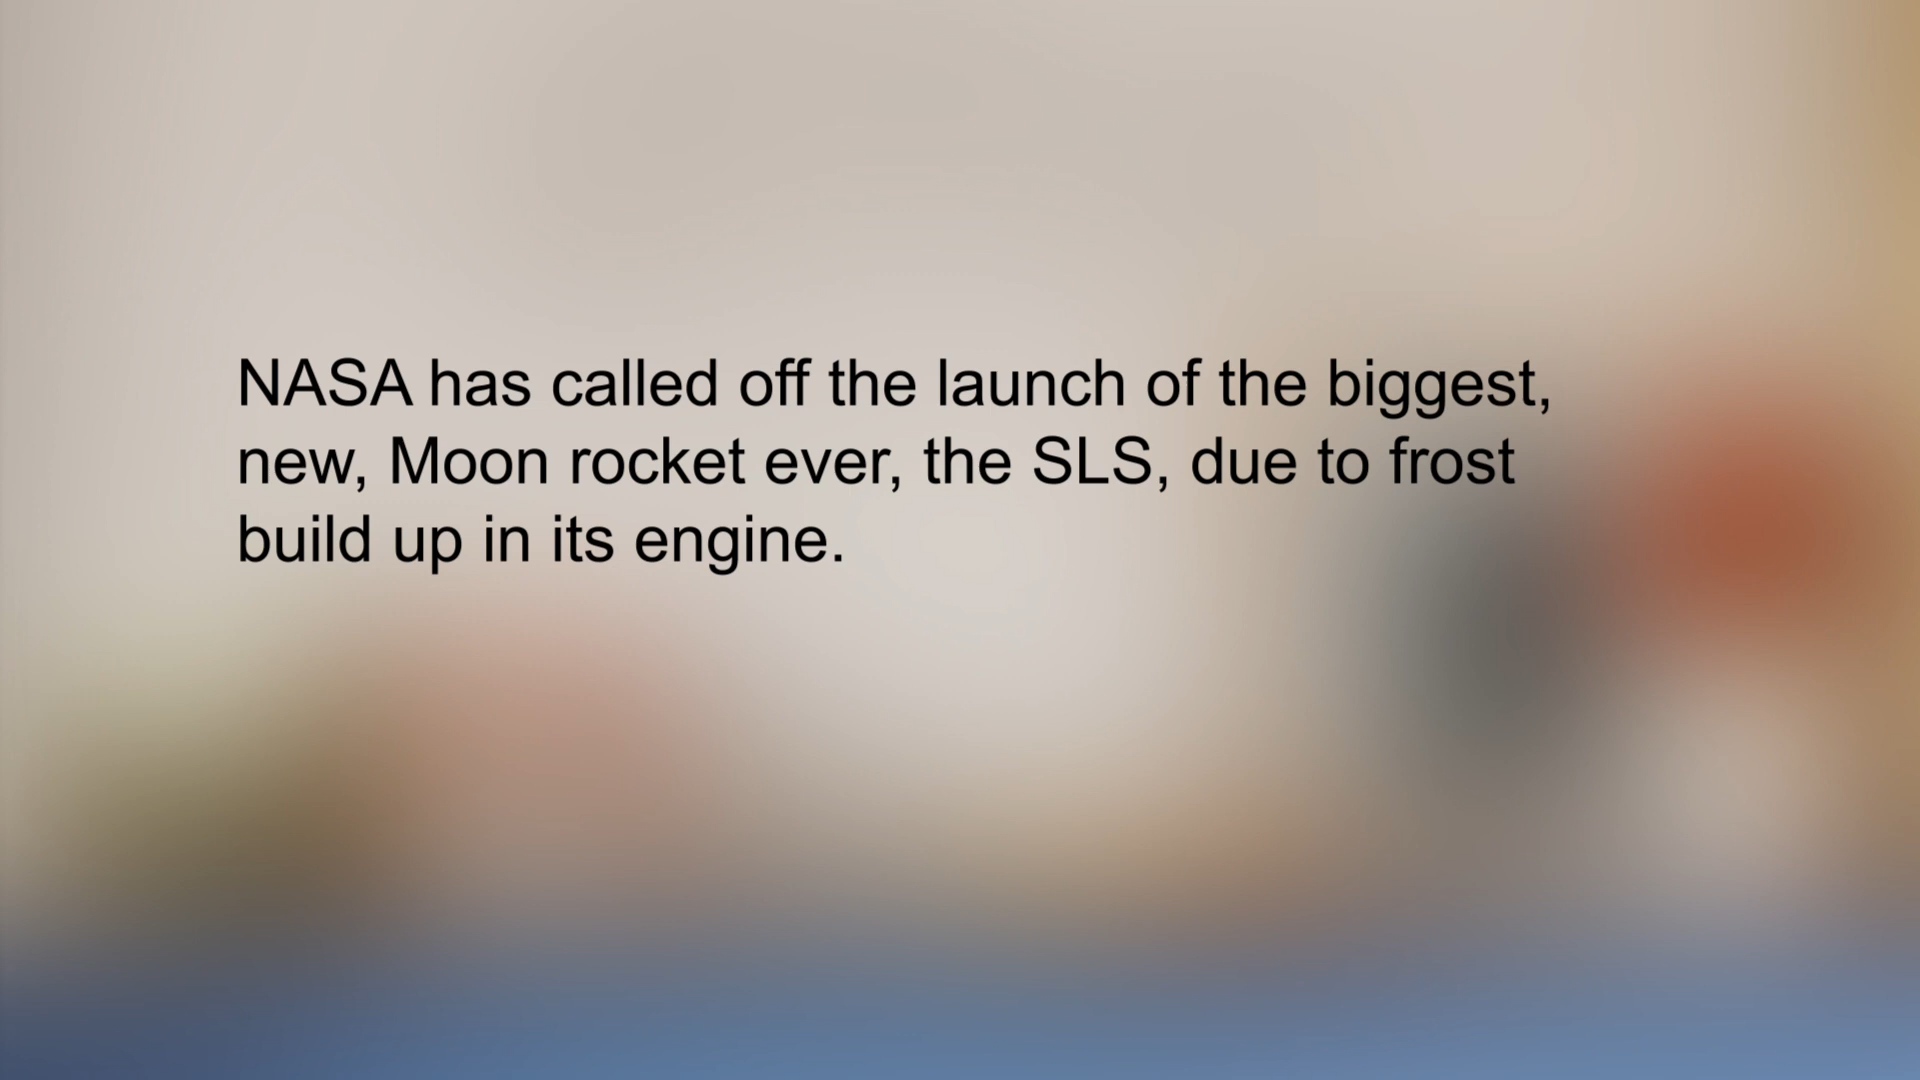 NASA has called off the launch of the biggest,
new, Moon rocket ever, the SLS, due to frost
build up in its engine.